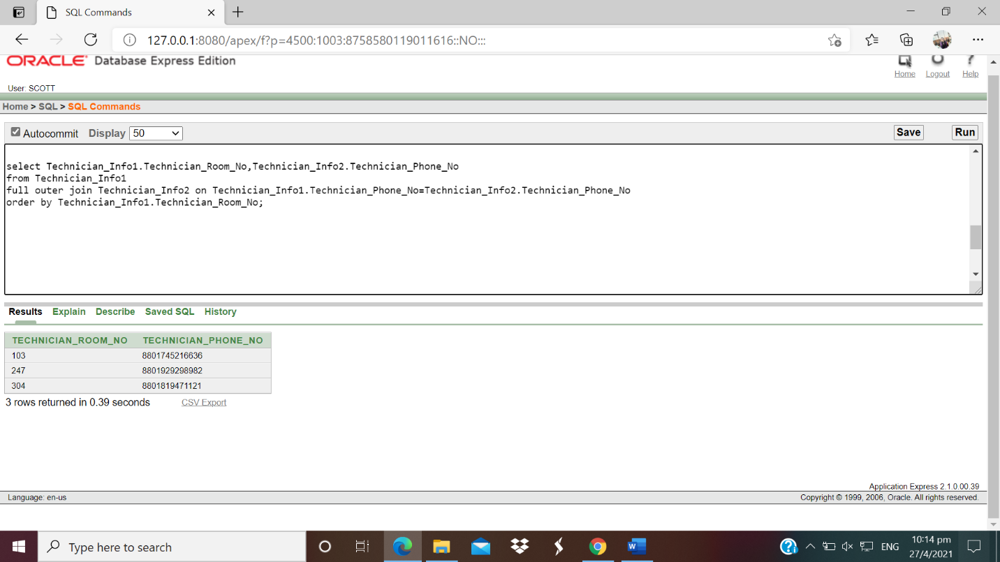 SQL Commands
127.0.0.1:8080/apex/f?p=4500:1003:8758580119011616::NO:::
ORACLE Database Express Edition
Home Logout Help
User: SCOTT
Home > SQL > SQL Commands
Autocommit Display 50 Save Run
select Technician_Info1.Technician_Room_No,Technician_Info2.Technician_Phone_No
from Technician_Info1
full outer join Technician_Info2 on Technician_Info1.Technician_Phone_No=Technician_Info2.Technician_Phone_No
order by Technician_Info1.Technician_Room_No;
Results Explain Describe Saved SQL History
TECHNICIAN_ROOM_NO TECHNICIAN_PHONE_NO
103 8801745216636
247 8801929298982
304 8801819471121
3 rows returned in 0.39 seconds CSV Export
Application Express 2.1.0.00.39
Language: en-us Copyright © 1999, 2006, Oracle. All rights reserved.
Type here to search
ENG
10:14 pm
27/4/2021